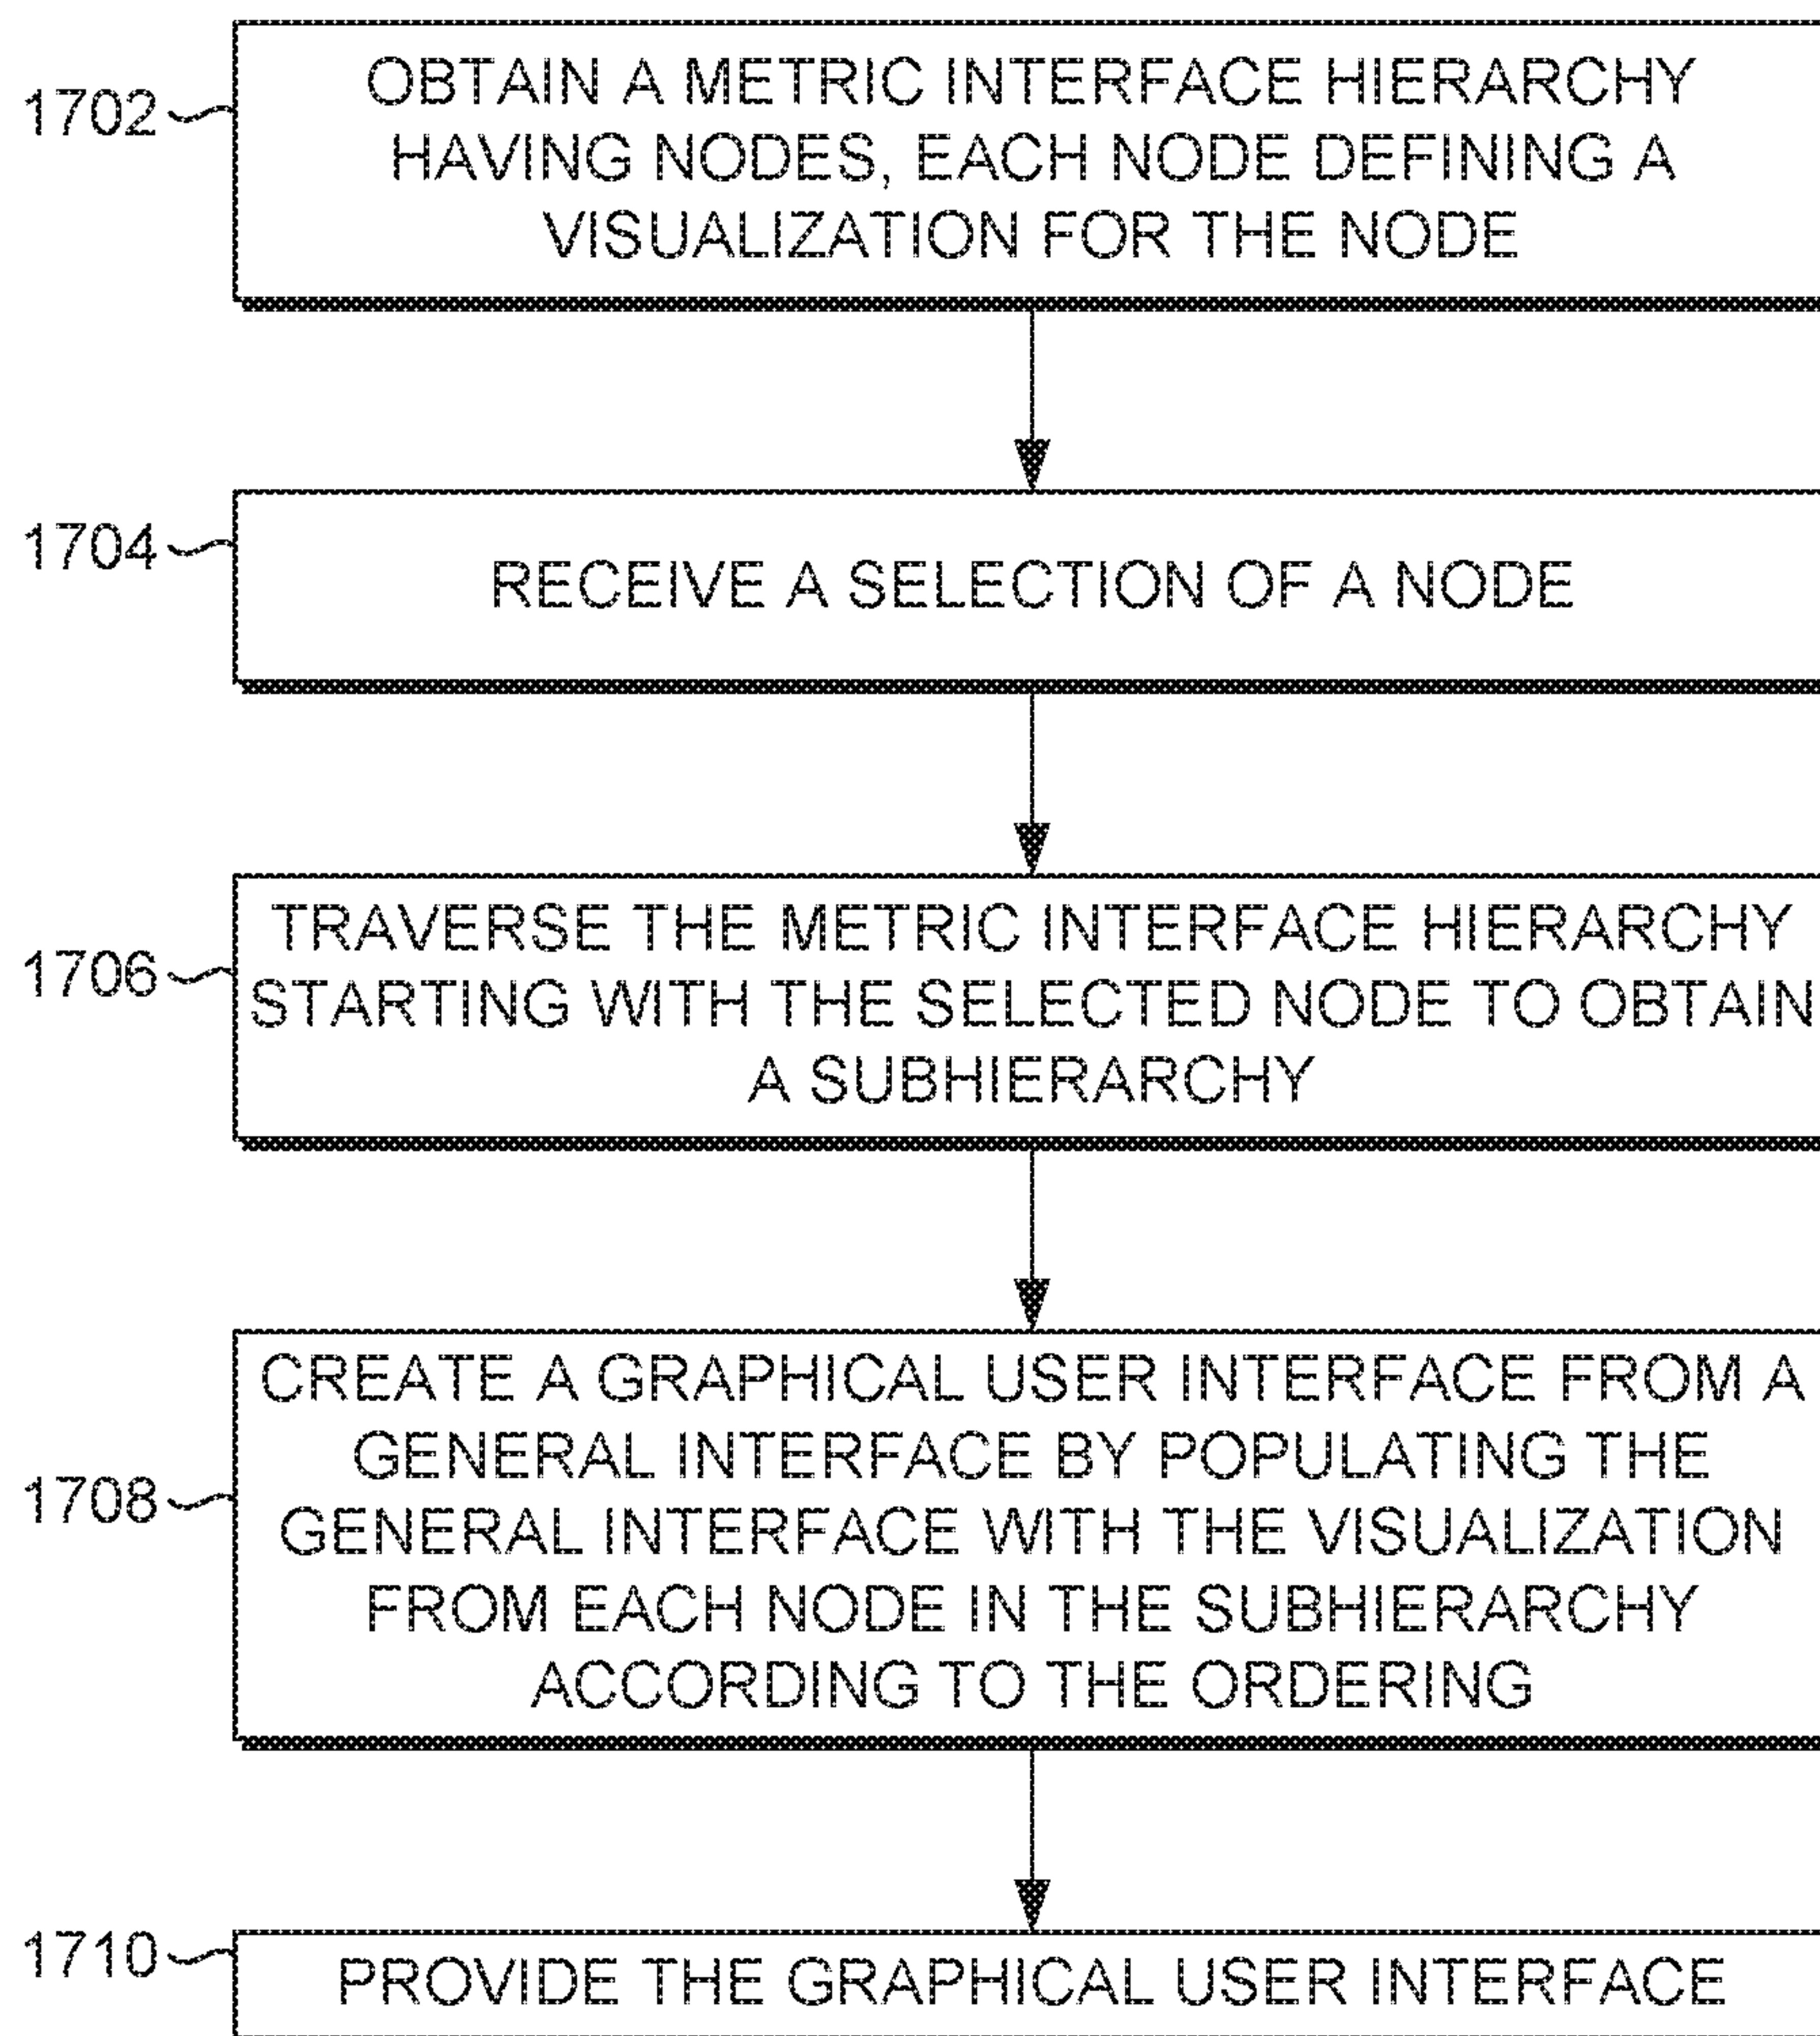 1702
OBTAIN A METRIC INTERFACE HIERARCHY
HAVING NODES, EACH NODE DEFINING A
VISUALIZATION FOR THE NODE
1704
RECEIVE A SELECTION OF A NODE
1706
TRAVERSE THE METRIC INTERFACE HIERARCHY
STARTING WITH THE SELECTED NODE TO OBTAIN
A SUBHIERARCHY
1708
CREATE A GRAPHICAL USER INTERFACE FROM A
GENERAL INTERFACE BY POPULATING THE
GENERAL INTERFACE WITH THE VISUALIZATION
FROM EACH NODE IN THE SUBHIERARCHY
ACCORDING TO THE ORDERING
1710
PROVIDE THE GRAPHICAL USER INTERFACE